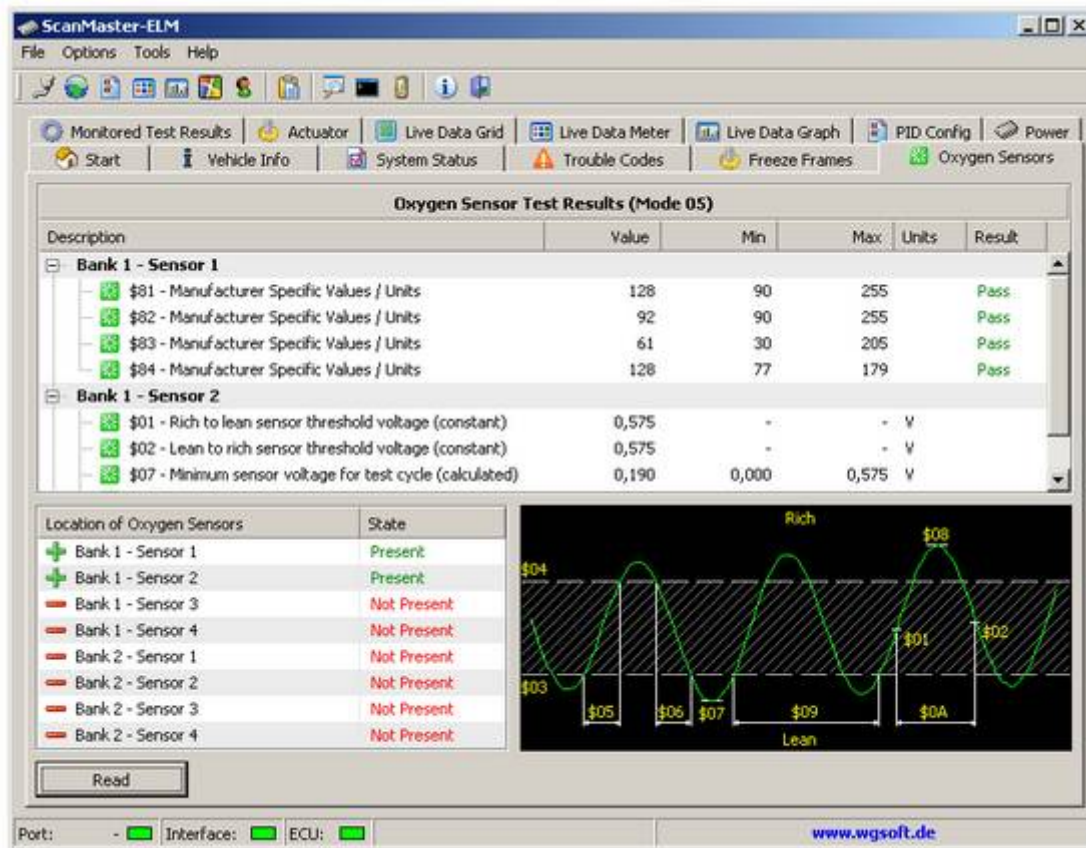 ScanMaster-ELM
File Options Tools Help
Monitored Test Results Actuator Live Data Grid Live Data Meter Live Data Graph PID Config Power
Start Vehicle Info System Status Trouble Codes Freeze Frames Oxygen Sensors
Oxygen Sensor Test Results (Mode 05)
Description Value Min Max Units Result
Bank 1 - Sensor 1
$81 - Manufacturer Specific Values / Units 128 90 255 Pass
$82 - Manufacturer Specific Values / Units 92 90 255 Pass
$83 - Manufacturer Specific Values / Units 61 30 205 Pass
$84 - Manufacturer Specific Values / Units 128 77 179 Pass
Bank 1 - Sensor 2
$01 - Rich to lean sensor threshold voltage (constant) 0,575 - - V
$02 - Lean to rich sensor threshold voltage (constant) 0,575 - - V
$07 - Minimum sensor voltage for test cycle (calculated) 0,190 0,000 0,575 V
Location of Oxygen Sensors State
Bank 1 - Sensor 1 Present
Bank 1 - Sensor 2 Present
Bank 1 - Sensor 3 Not Present
Bank 1 - Sensor 4 Not Present
Bank 2 - Sensor 1 Not Present
Bank 2 - Sensor 2 Not Present
Bank 2 - Sensor 3 Not Present
Bank 2 - Sensor 4 Not Present
Rich
$08
$04
$01 $02
$03
$05 $06 $07 $09 $0A
Lean
Read
Port: - Interface: ECU: www.wgsoft.de